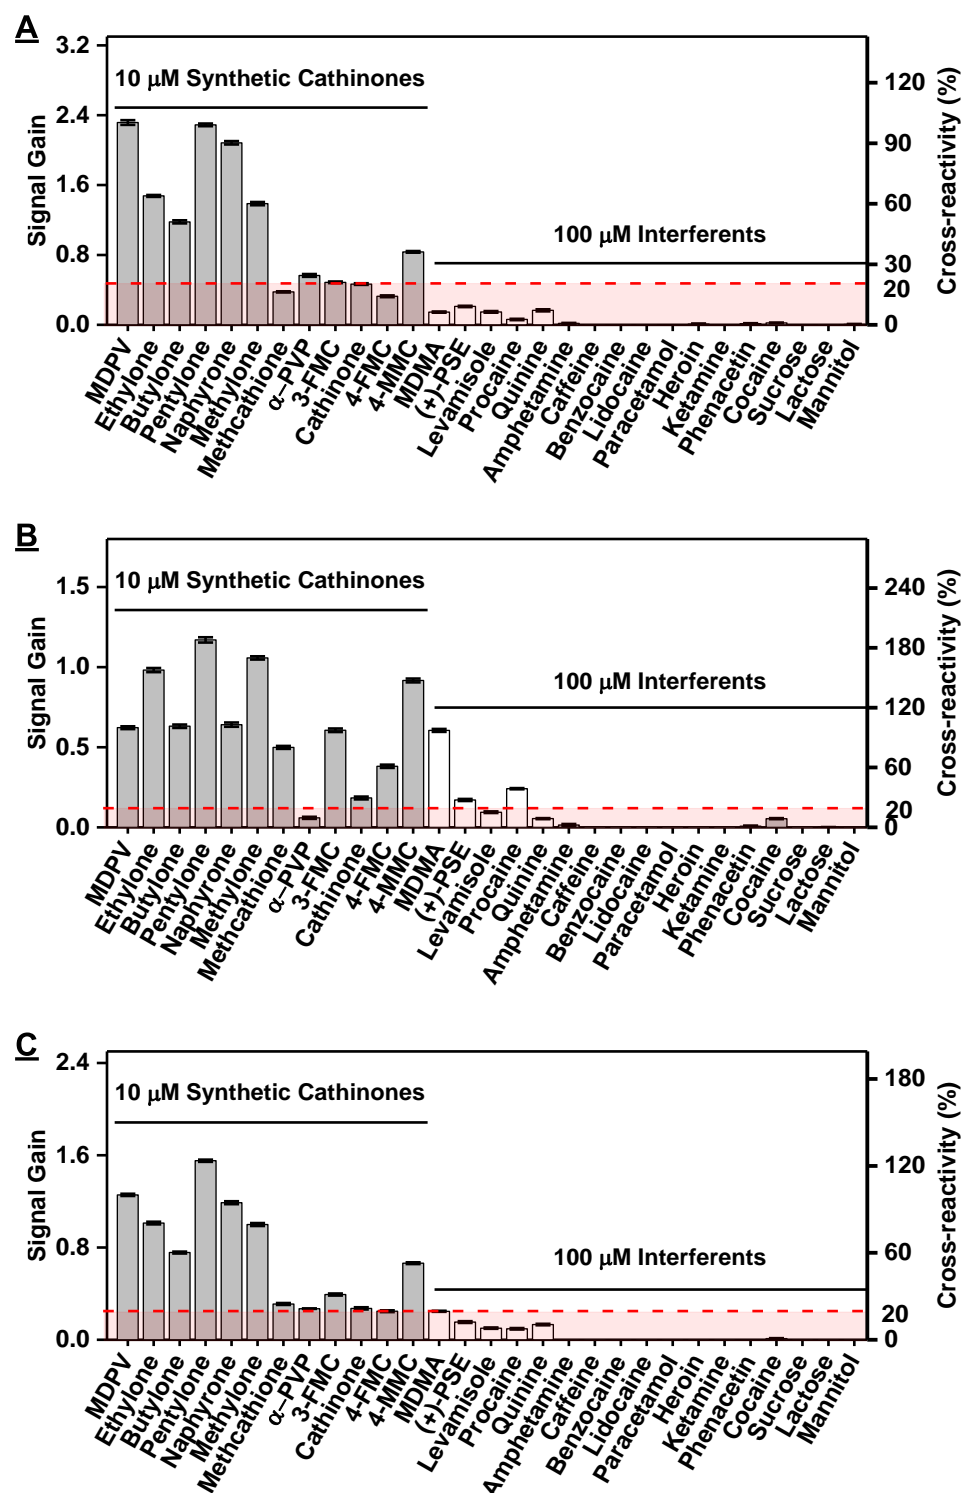 A
3.2
2.4
1.6
0.8
0.0
Signal Gain
10 μM Synthetic Cathinones
100 μM Interferents
120
90
60
30
20
0
Cross-reactivity (%)
MDPV
Ethylone
Butylone
Pentylone
Naphyrone
Methylone
Methcathione
α–PVP
3-FMC
Cathinone
4-FMC
4-MMC
MDMA
(+)-PSE
Levamisole
Procaine
Quinine
Amphetamine
Caffeine
Benzocaine
Lidocaine
Paracetamol
Heroin
Ketamine
Phenacetin
Cocaine
Sucrose
Lactose
Mannitol
B
1.5
1.0
0.5
0.0
Signal Gain
10 μM Synthetic Cathinones
100 μM Interferents
240
180
120
60
20
0
Cross-reactivity (%)
MDPV
Ethylone
Butylone
Pentylone
Naphyrone
Methylone
Methcathione
α–PVP
3-FMC
Cathinone
4-FMC
4-MMC
MDMA
(+)-PSE
Levamisole
Procaine
Quinine
Amphetamine
Caffeine
Benzocaine
Lidocaine
Paracetamol
Heroin
Ketamine
Phenacetin
Cocaine
Sucrose
Lactose
Mannitol
C
2.4
1.6
0.8
0.0
Signal Gain
10 μM Synthetic Cathinones
100 μM Interferents
180
120
60
20
0
Cross-reactivity (%)
MDPV
Ethylone
Butylone
Pentylone
Naphyrone
Methylone
Methcathione
α–PVP
3-FMC
Cathinone
4-FMC
4-MMC
MDMA
(+)-PSE
Levamisole
Procaine
Quinine
Amphetamine
Caffeine
Benzocaine
Lidocaine
Paracetamol
Heroin
Ketamine
Phenacetin
Cocaine
Sucrose
Lactose
Mannitol